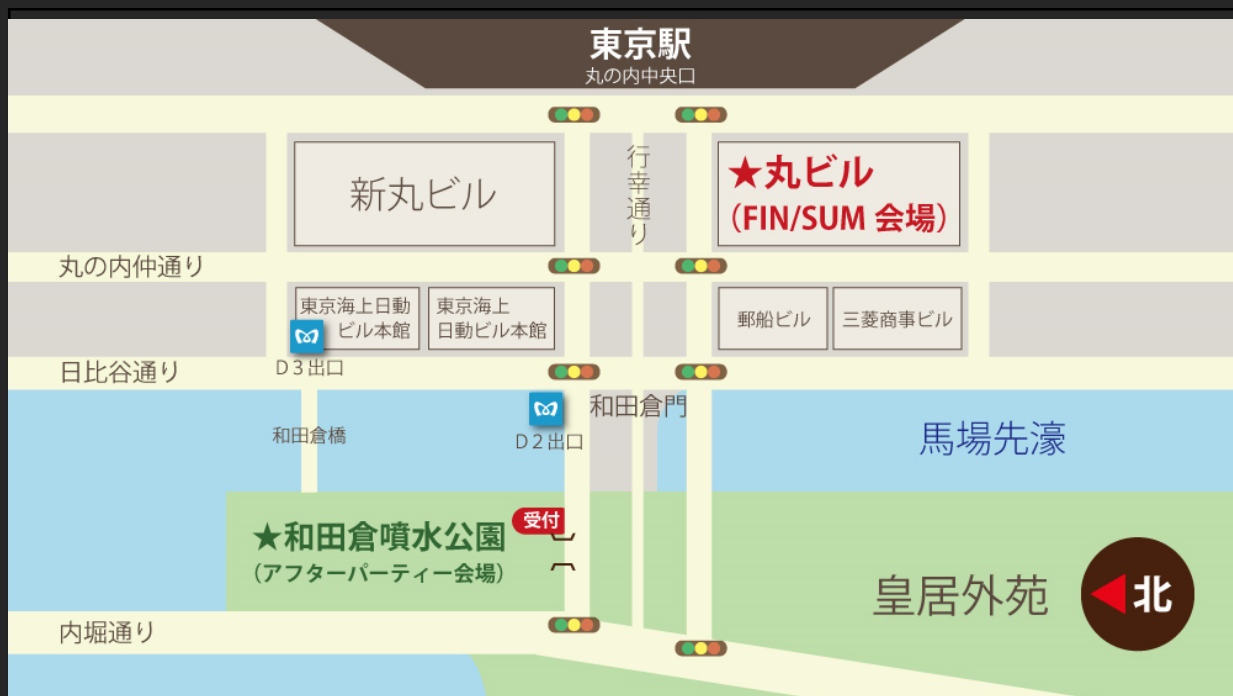 東京駅
丸の内中央口
新丸ビル
行幸通り
★丸ビル
(FIN/SUM 会場)
丸の内仲通り
東京海上日動
ビル本館
東京海上
日動ビル本館
郵船ビル
三菱商事ビル
日比谷通り
D3出口
和田倉門
和田倉橋
D2出口
馬場先濠
★和田倉噴水公園
(アフターパーティー会場)
受付
皇居外苑
北
内堀通り